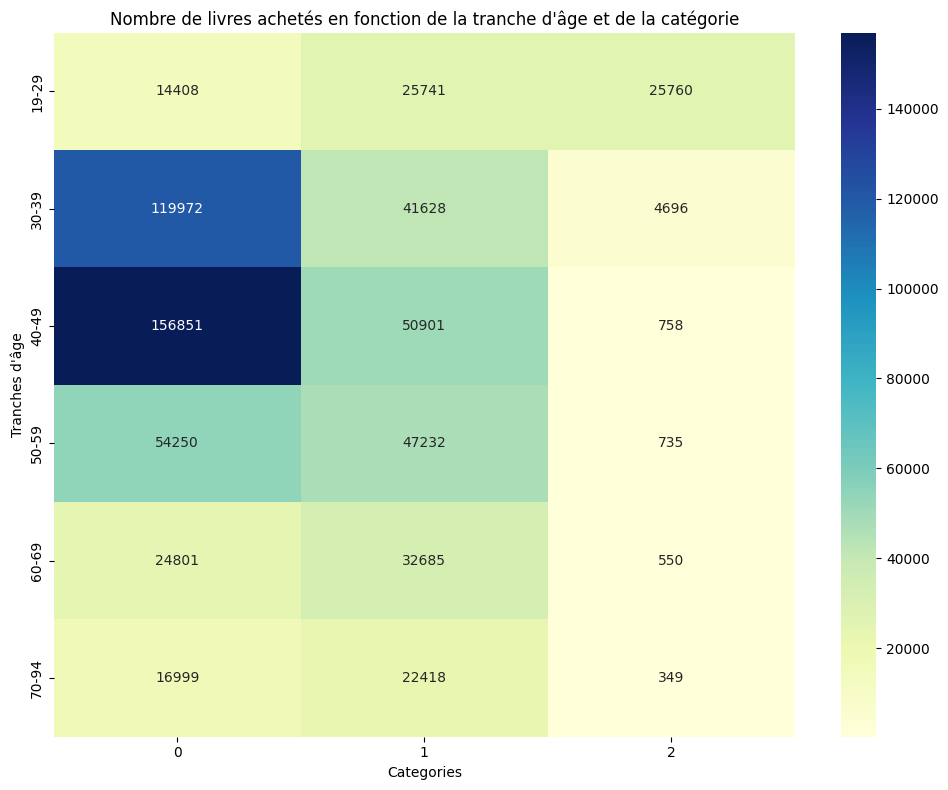 Nombre de livres achetés en fonction de la tranche d'âge et de la catégorie
19-29 14408 25741 25760
30-39 119972 41628 4696
40-49 156851 50901 758
50-59 54250 47232 735
60-69 24801 32685 550
70-94 16999 22418 349
Tranches d'âge
0 1 2
Categories
140000
120000
100000
80000
60000
40000
20000